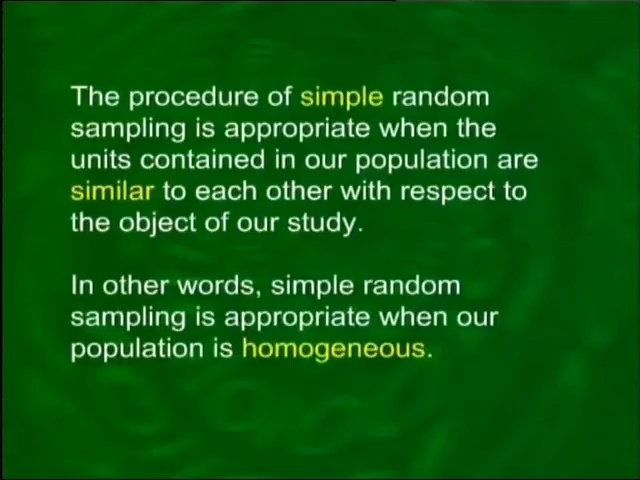 The procedure of simple random
sampling is appropriate when the
units contained in our population are
similar to each other with respect to
the object of our study.
In other words, simple random
sampling is appropriate when our
population is homogeneous.